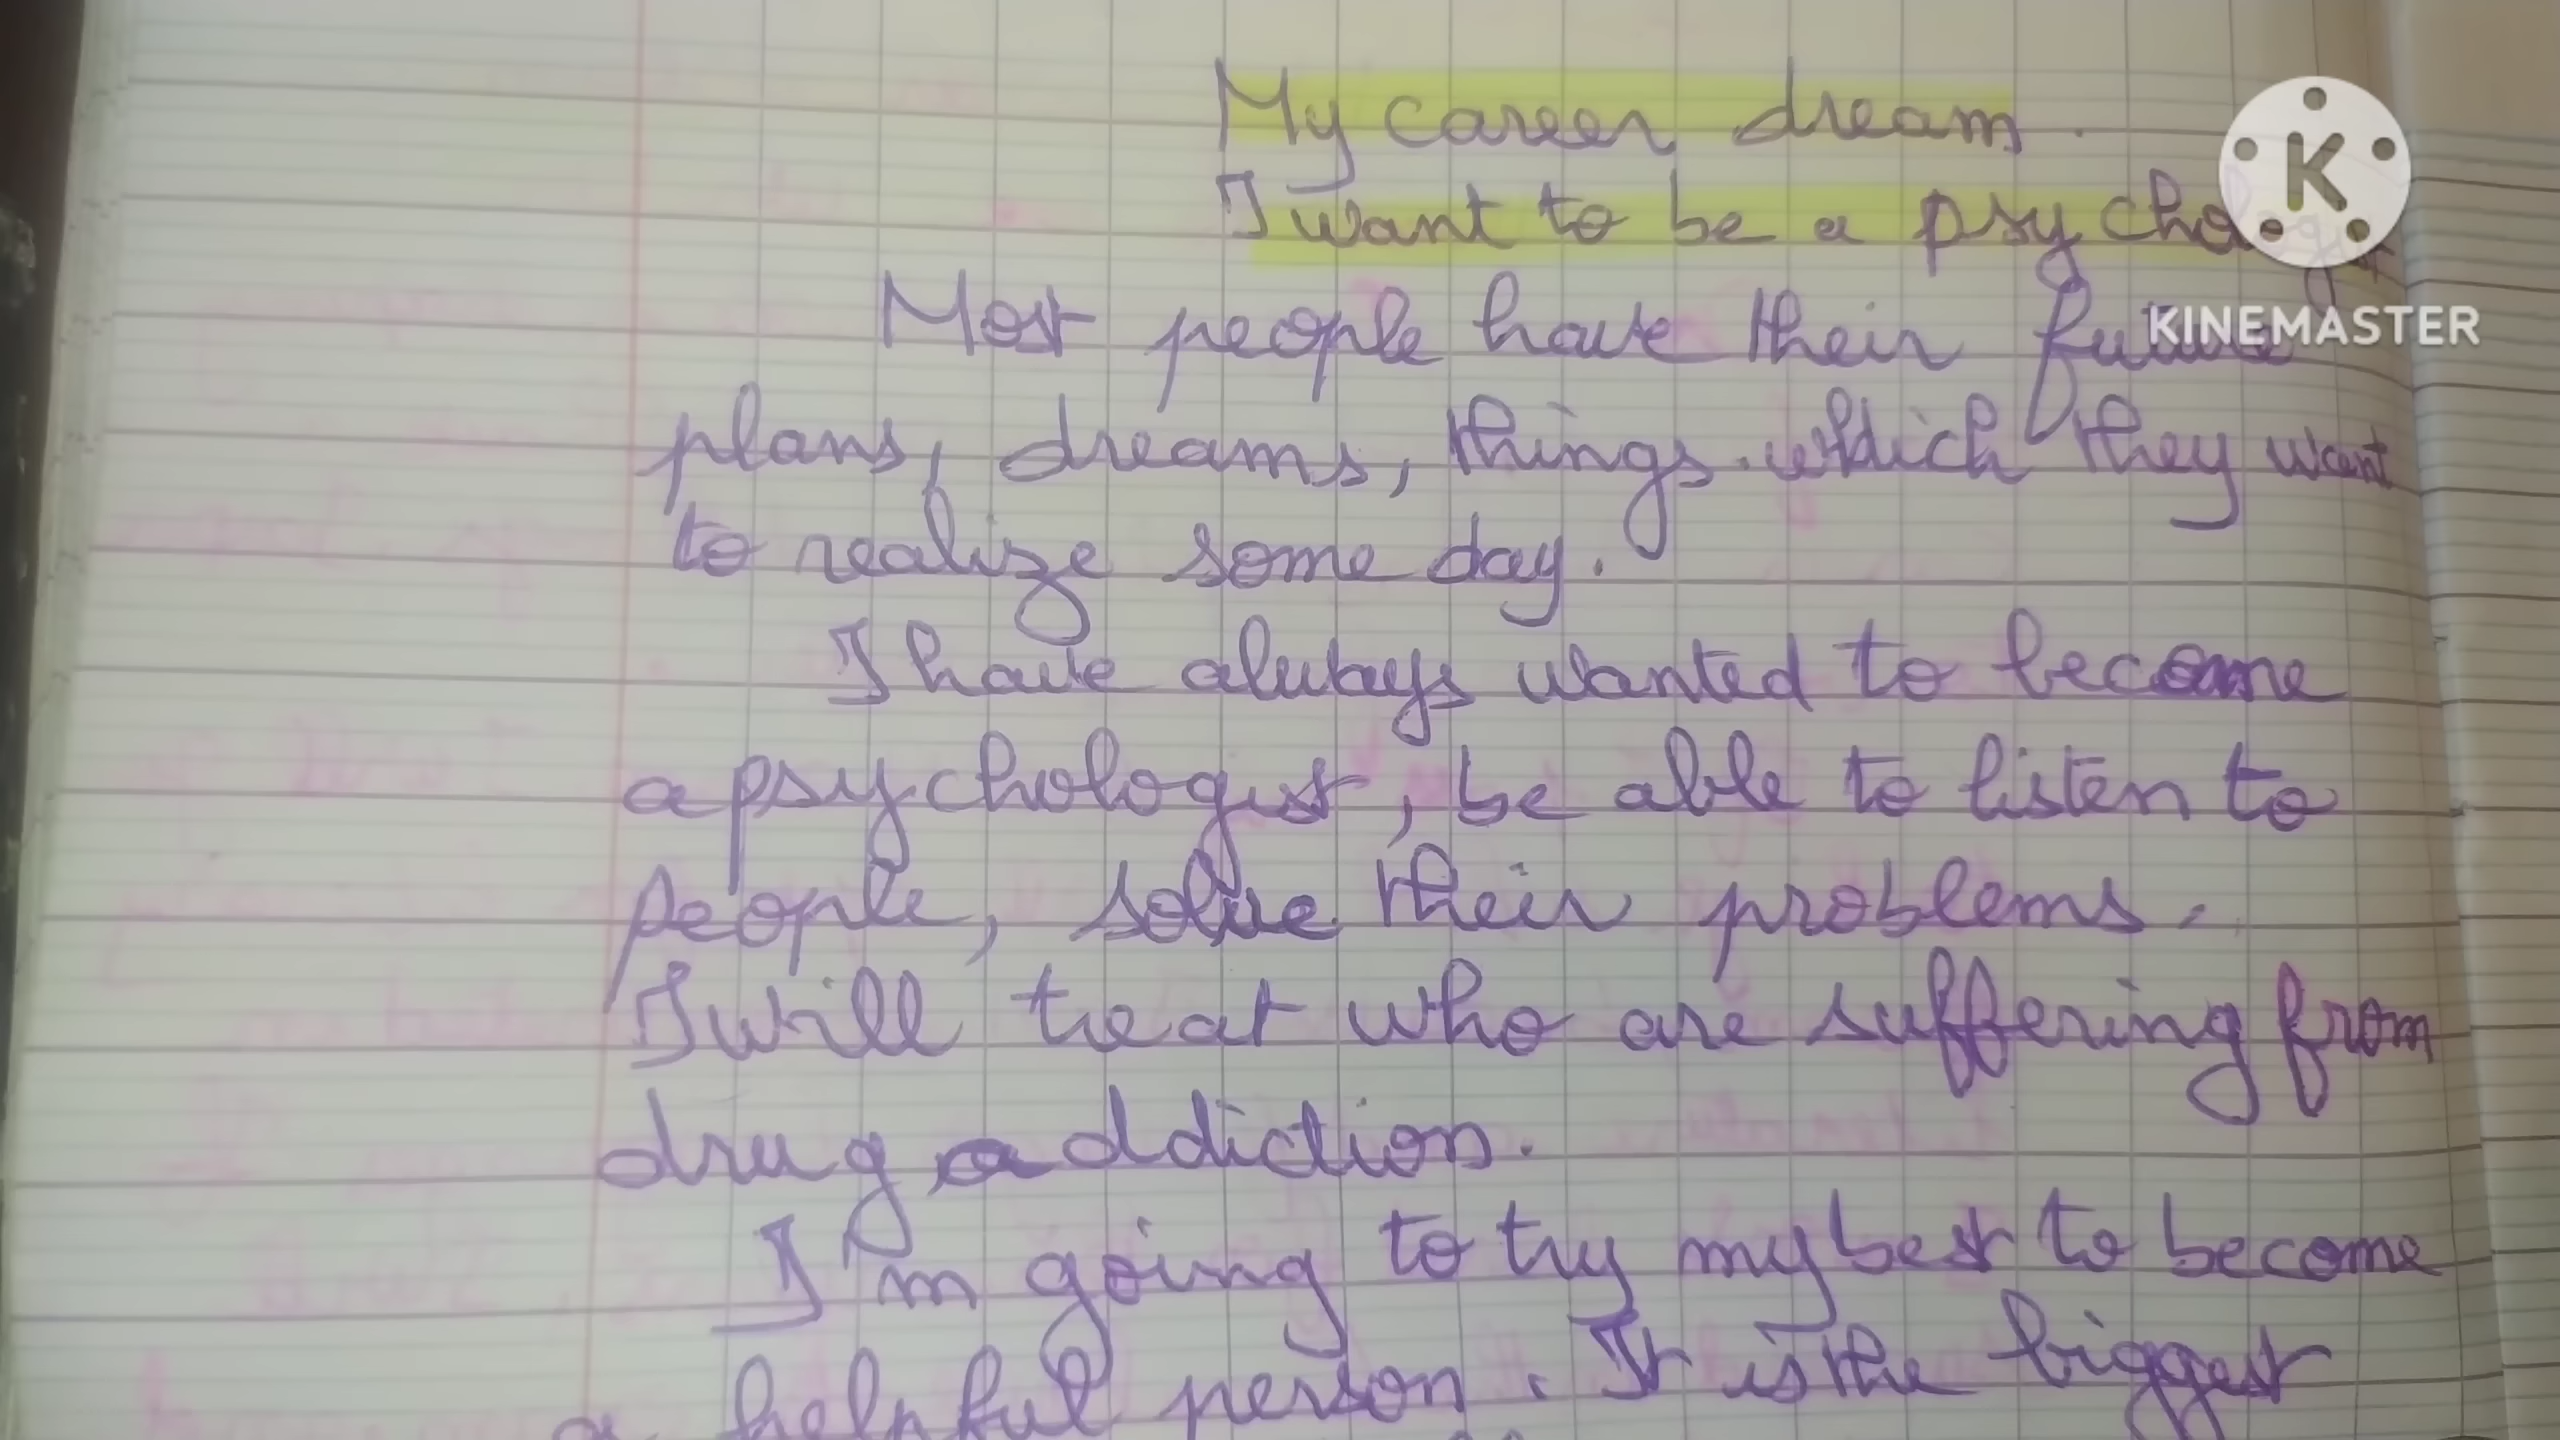 My career dream.
I want to be a psychologist
Most people have their future
KINEMASTER
plans, dreams, things which they want
to realize some day.
I have always wanted to become
a psychologist, be able to listen to
people, solve their problems.
I will treat who are suffering from
drug addiction.
I'm going to try my best to become
a helpful person. It is the biggest